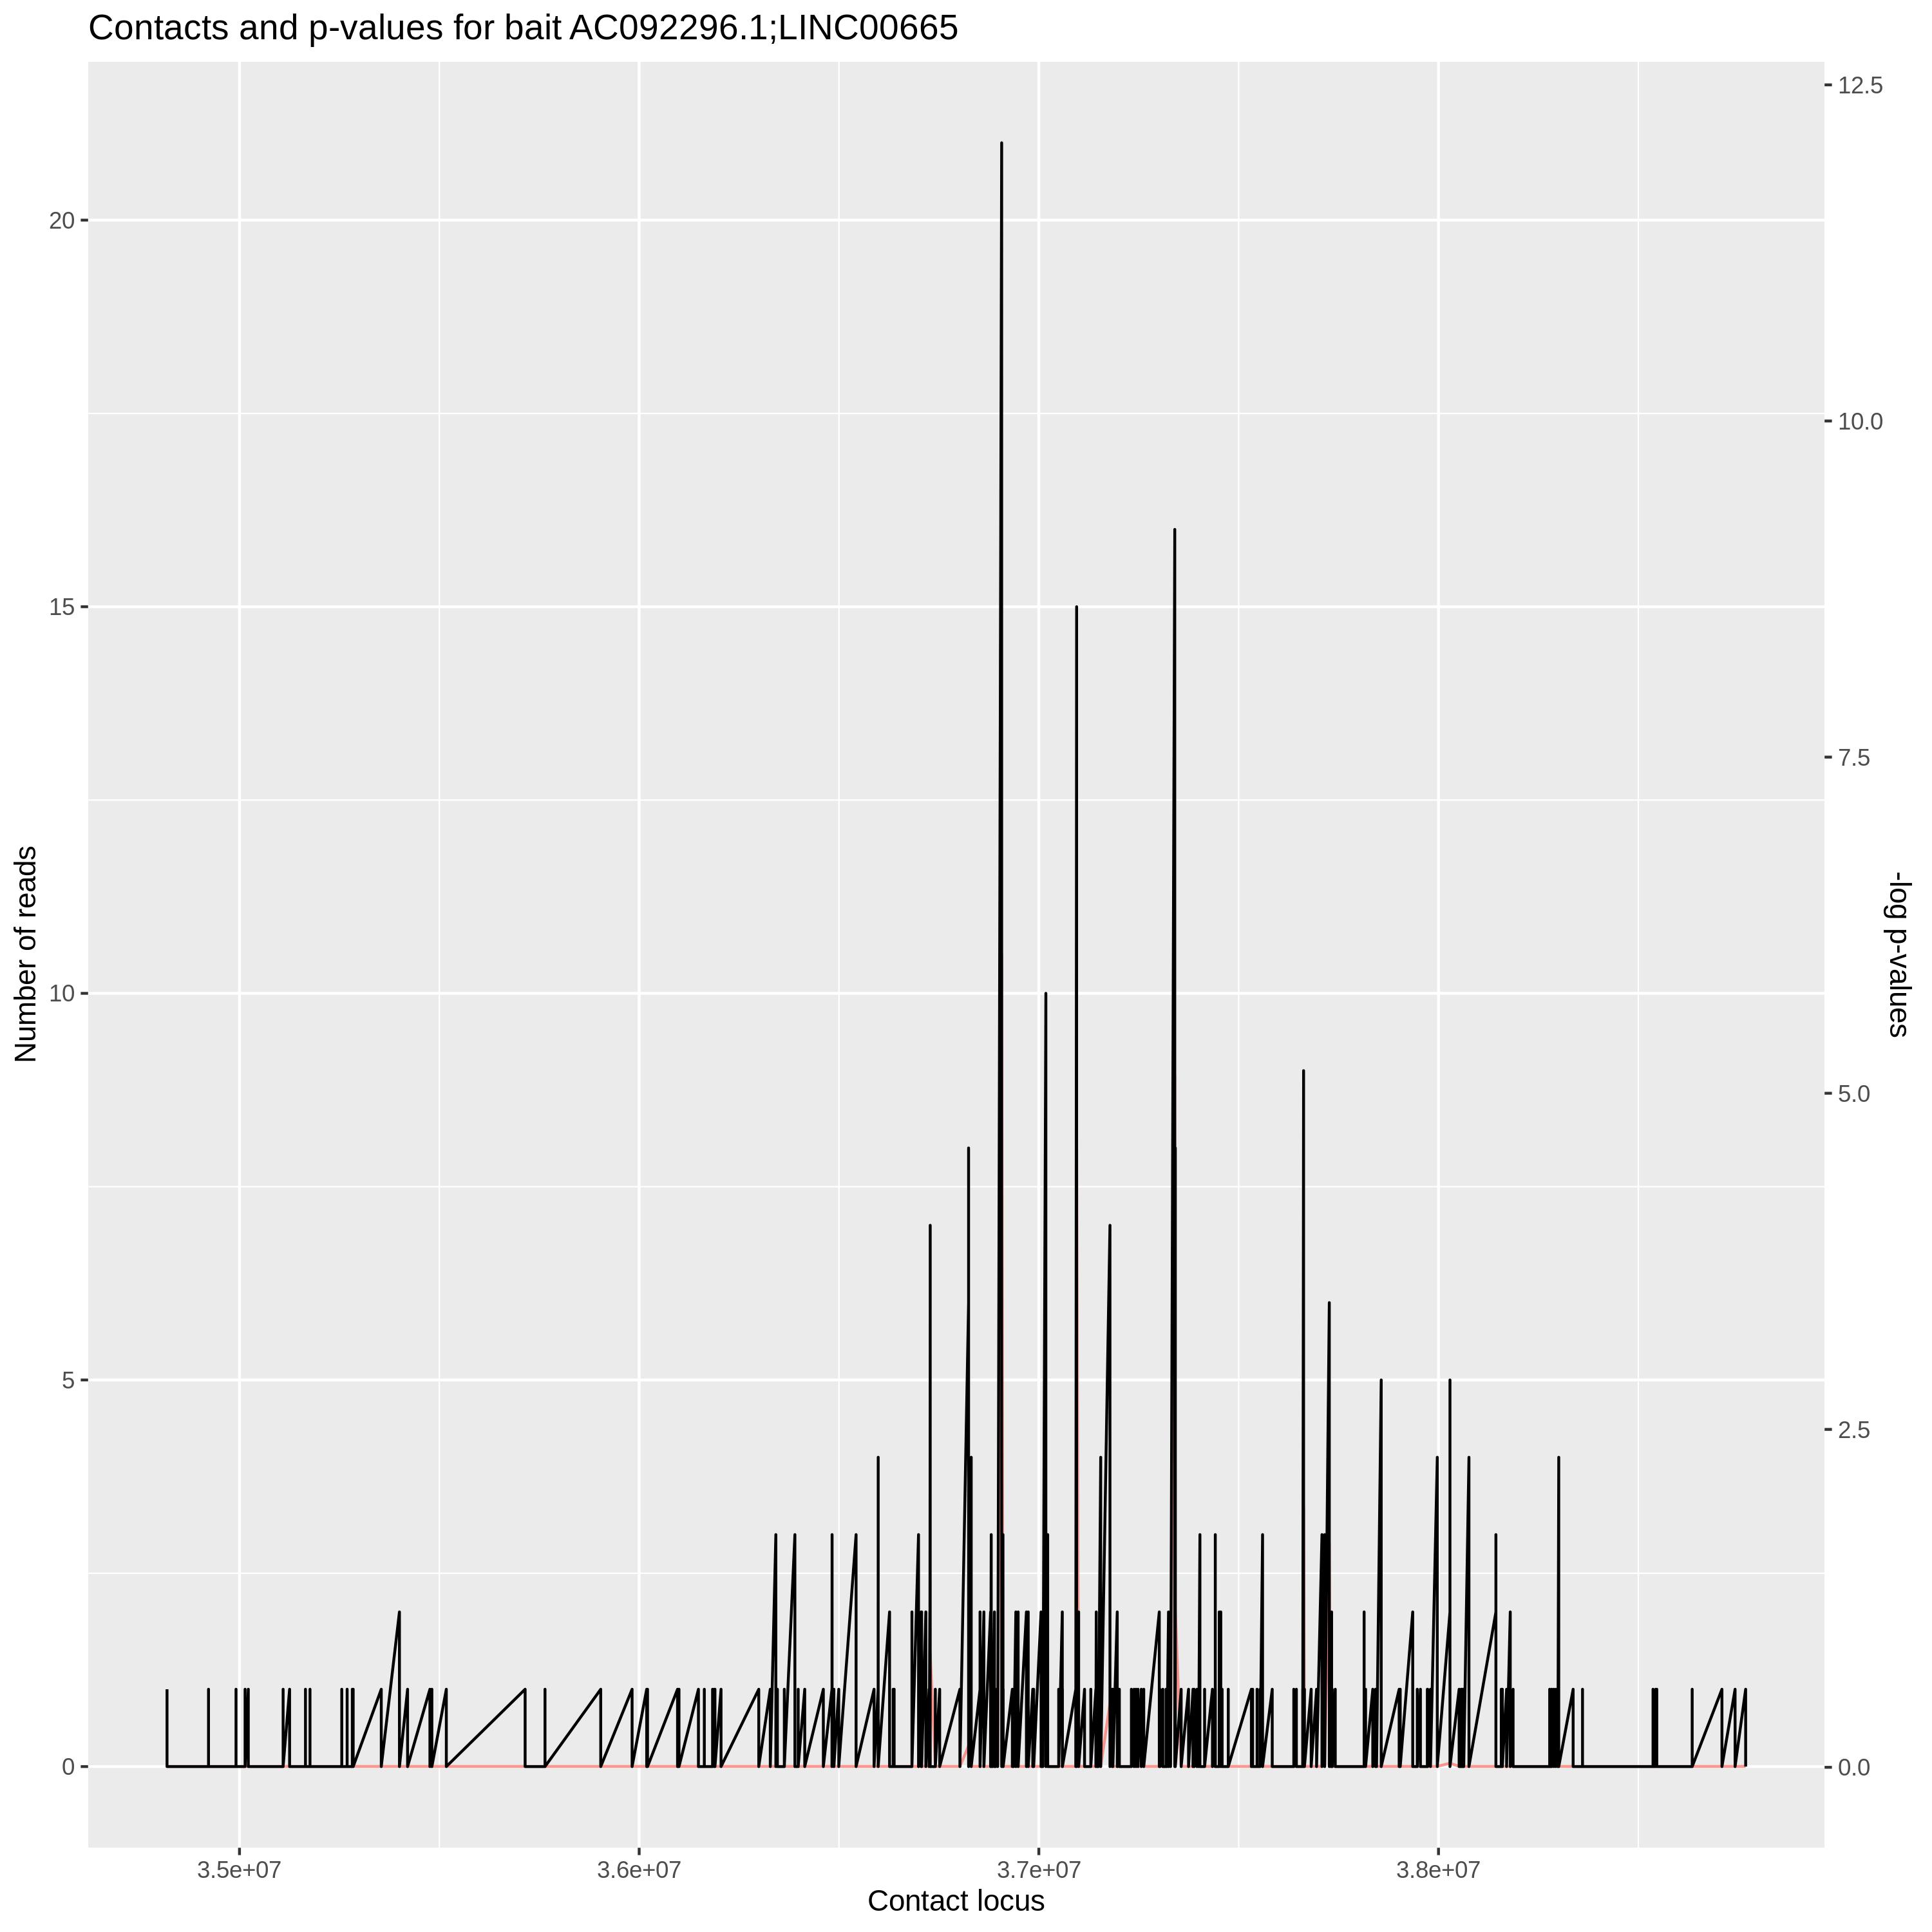 Contacts and p-values for bait AC092296.1;LINC00665
12.5
20
10.0
15
7.5
Number of reads
-log p-values
10
5.0
5
2.5
0
0.0
3.5e+07
3.6e+07
3.7e+07
3.8e+07
Contact locus